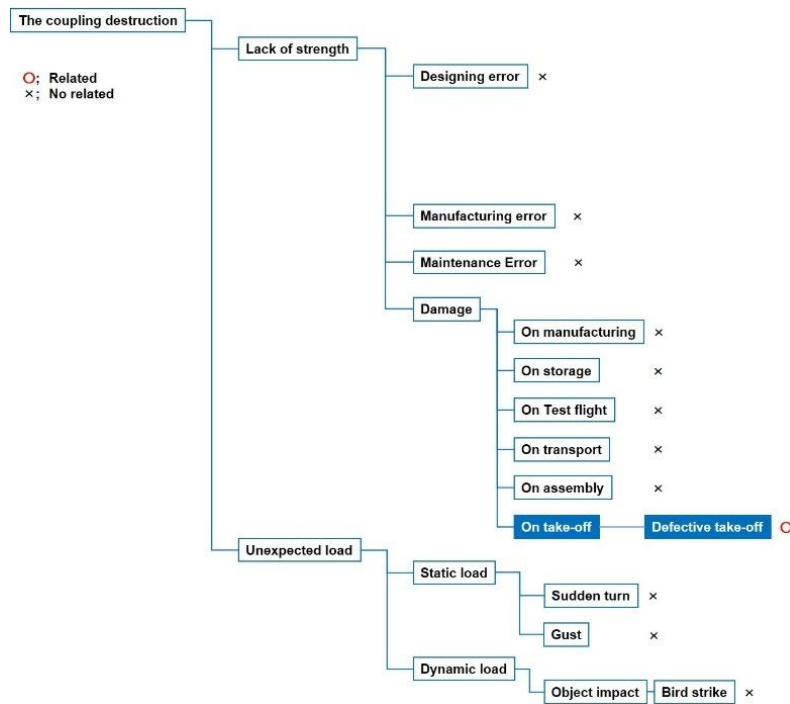 The coupling destruction
Lack of strength
O; Related
×; No related
Designing error ×
Manufacturing error ×
Maintenance Error ×
Damage
On manufacturing ×
On storage ×
On Test flight ×
On transport ×
On assembly ×
On take-off Defective take-off O
Unexpected load
Static load
Sudden turn ×
Gust ×
Dynamic load
Object impact Bird strike ×